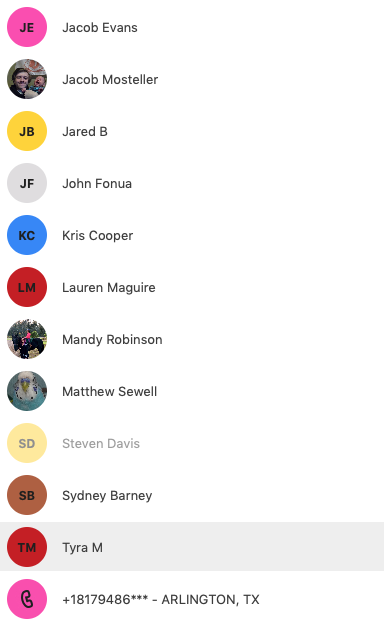 JE Jacob Evans
Jacob Mosteller
JB Jared B
JF John Fonua
KC Kris Cooper
LM Lauren Maguire
Mandy Robinson
Matthew Sewell
SD Steven Davis
SB Sydney Barney
TM Tyra M
+18179486*** - ARLINGTON, TX